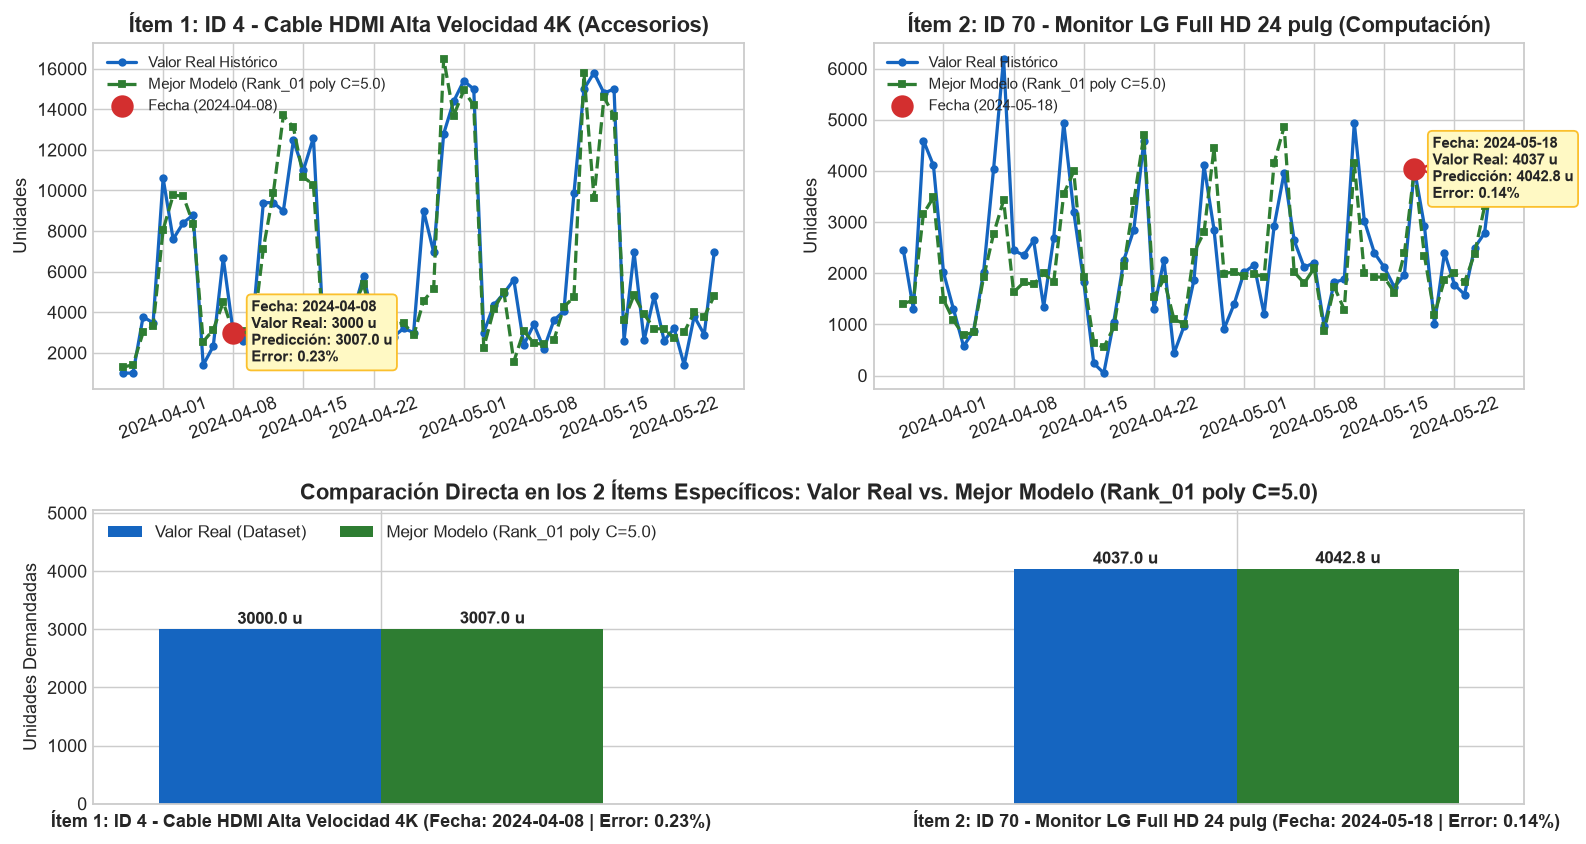 Ítem 1: ID 4 - Cable HDMI Alta Velocidad 4K (Accesorios)
Valor Real Histórico
Mejor Modelo (Rank_01 poly C=5.0)
Fecha (2024-04-08)
Unidades
16000
14000
12000
10000
8000
6000
4000
2000
Fecha: 2024-04-08
Valor Real: 3000 u
Predicción: 3007.0 u
Error: 0.23%
2024-04-01
2024-04-08
2024-04-15
2024-04-22
2024-05-01
2024-05-08
2024-05-15
2024-05-22
Ítem 2: ID 70 - Monitor LG Full HD 24 pulg (Computación)
Valor Real Histórico
Mejor Modelo (Rank_01 poly C=5.0)
Fecha (2024-05-18)
Unidades
6000
5000
4000
3000
2000
1000
0
Fecha: 2024-05-18
Valor Real: 4037 u
Predicción: 4042.8 u
Error: 0.14%
2024-04-01
2024-04-08
2024-04-15
2024-04-22
2024-05-01
2024-05-08
2024-05-15
2024-05-22
Comparación Directa en los 2 Ítems Específicos: Valor Real vs. Mejor Modelo (Rank_01 poly C=5.0)
Valor Real (Dataset)
Mejor Modelo (Rank_01 poly C=5.0)
Unidades Demandadas
5000
4000
3000
2000
1000
0
3000.0 u
3007.0 u
4037.0 u
4042.8 u
Ítem 1: ID 4 - Cable HDMI Alta Velocidad 4K (Fecha: 2024-04-08 | Error: 0.23%)
Ítem 2: ID 70 - Monitor LG Full HD 24 pulg (Fecha: 2024-05-18 | Error: 0.14%)